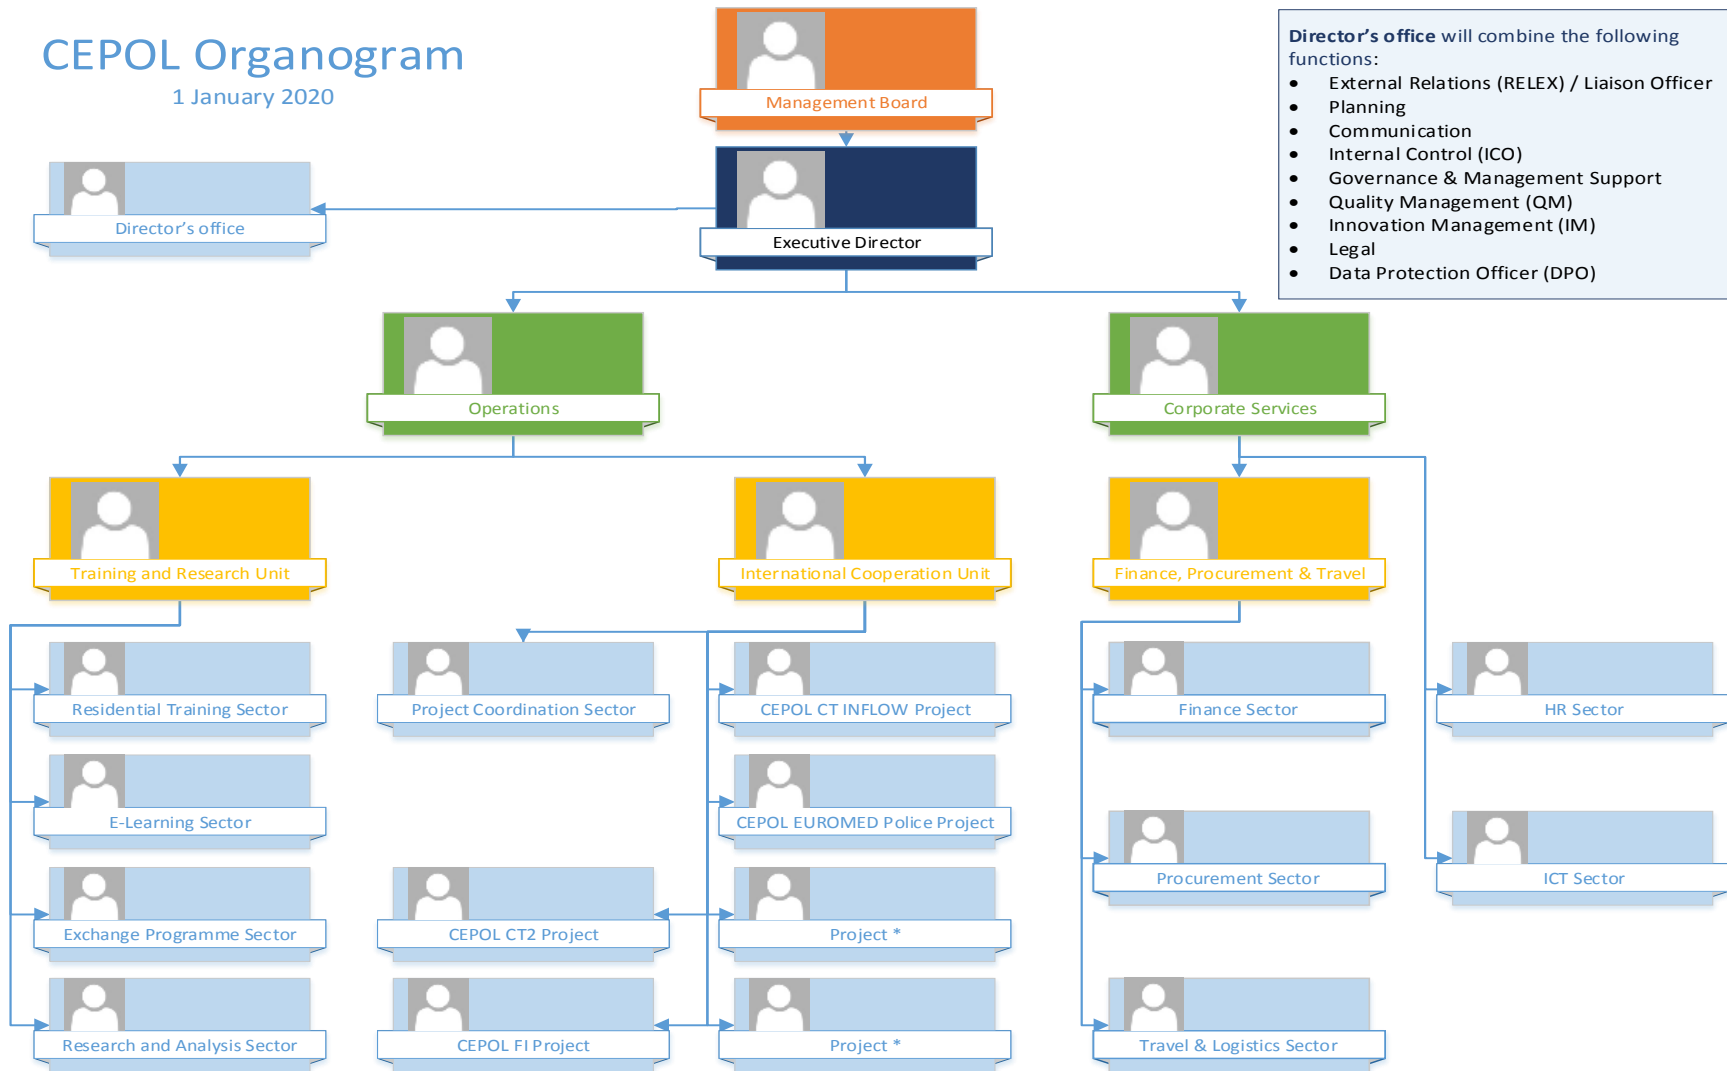 CEPOL Organogram
1 January 2020
Director's office will combine the following
functions:
• External Relations (RELEX) / Liaison Officer
• Planning
• Communication
• Internal Control (ICO)
• Governance & Management Support
• Quality Management (QM)
• Innovation Management (IM)
• Legal
• Data Protection Officer (DPO)
Management Board
Director's office
Executive Director
Operations
Corporate Services
Training and Research Unit
International Cooperation Unit
Finance, Procurement & Travel
Residential Training Sector
Project Coordination Sector
CEPOL CT INFLOW Project
Finance Sector
HR Sector
E-Learning Sector
CEPOL EUROMED Police Project
Procurement Sector
ICT Sector
Exchange Programme Sector
CEPOL CT2 Project
Project *
Research and Analysis Sector
CEPOL FI Project
Project *
Travel & Logistics Sector